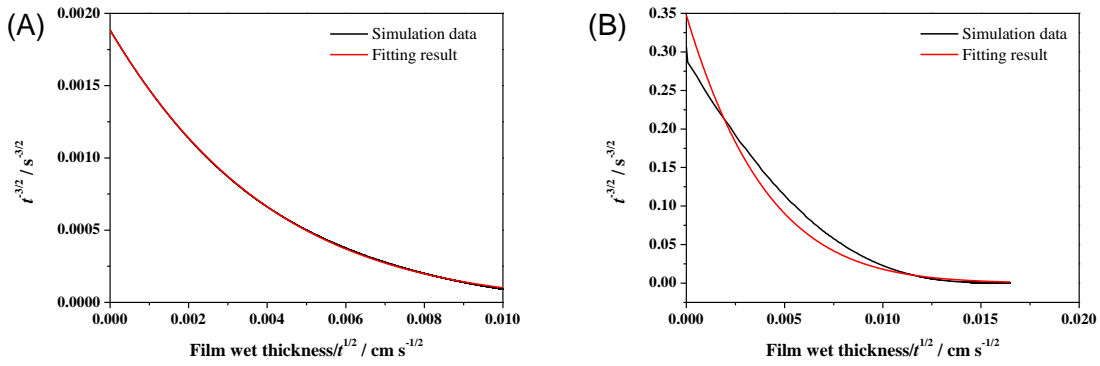 (A)
0.0020
0.0015
0.0010
0.0005
0.0000
t^-3/2 / s^-3/2
Simulation data
Fitting result
0.000 0.002 0.004 0.006 0.008 0.010
Film wet thickness/t^1/2 / cm s^-1/2
(B)
0.35
0.30
0.25
0.20
0.15
0.10
0.05
0.00
t^-3/2 / s^-3/2
Simulation data
Fitting result
0.000 0.005 0.010 0.015 0.020
Film wet thickness/t^1/2 / cm s^-1/2